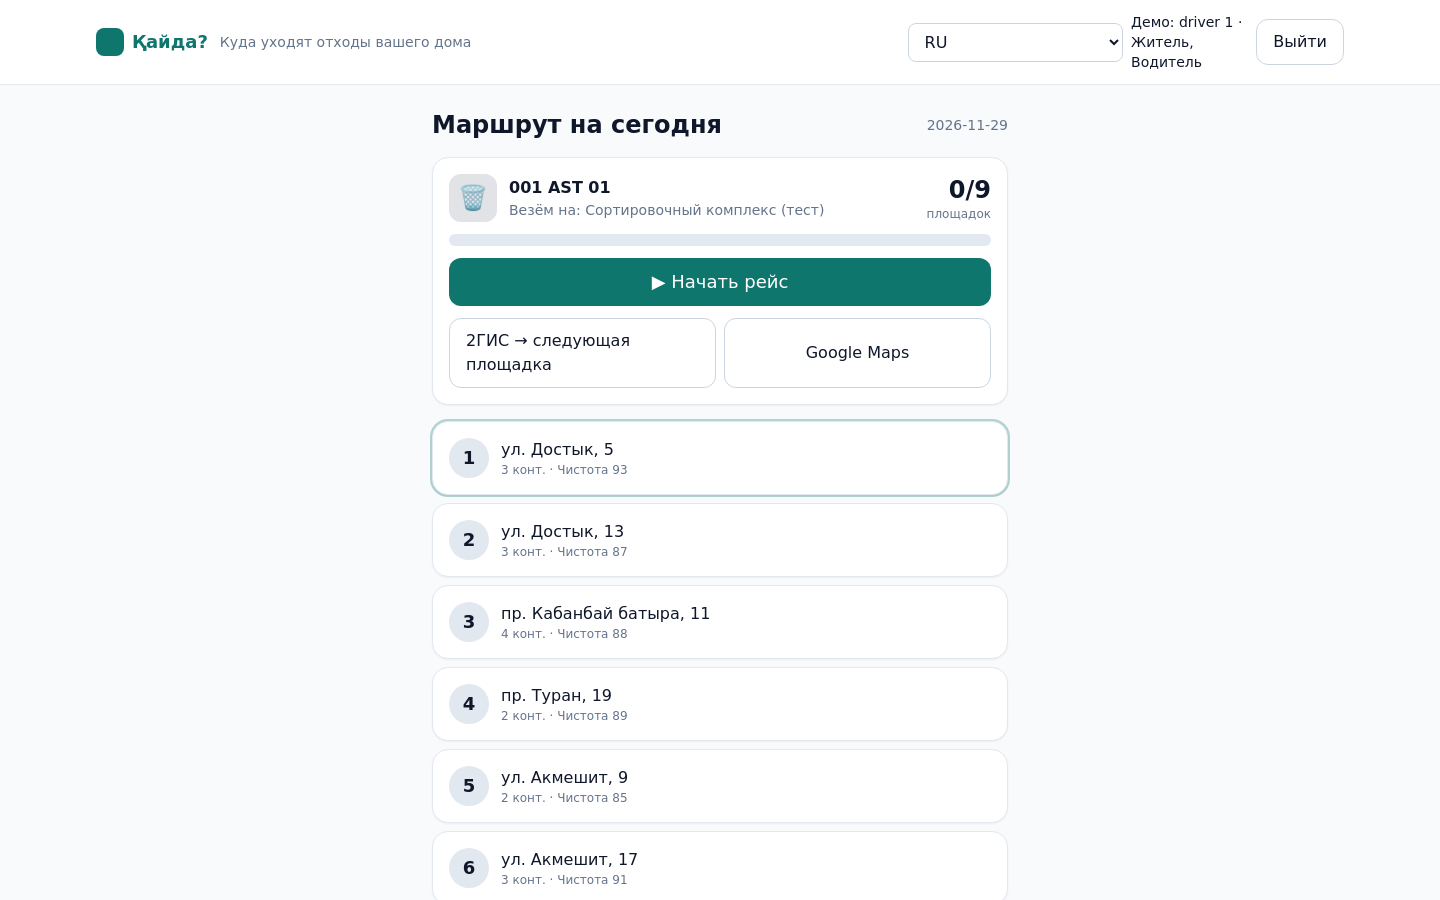 Қайда? Куда уходят отходы вашего дома
RU
Демо: driver 1 ·
Житель,
Водитель
Выйти
Маршрут на сегодня
2026-11-29
001 AST 01
Везём на: Сортировочный комплекс (тест)
0/9
площадок
▶ Начать рейс
2ГИС → следующая
площадка
Google Maps
1
ул. Достык, 5
3 конт. · Чистота 93
2
ул. Достык, 13
3 конт. · Чистота 87
3
пр. Кабанбай батыра, 11
4 конт. · Чистота 88
4
пр. Туран, 19
2 конт. · Чистота 89
5
ул. Акмешит, 9
2 конт. · Чистота 85
6
ул. Акмешит, 17
3 конт. · Чистота 91